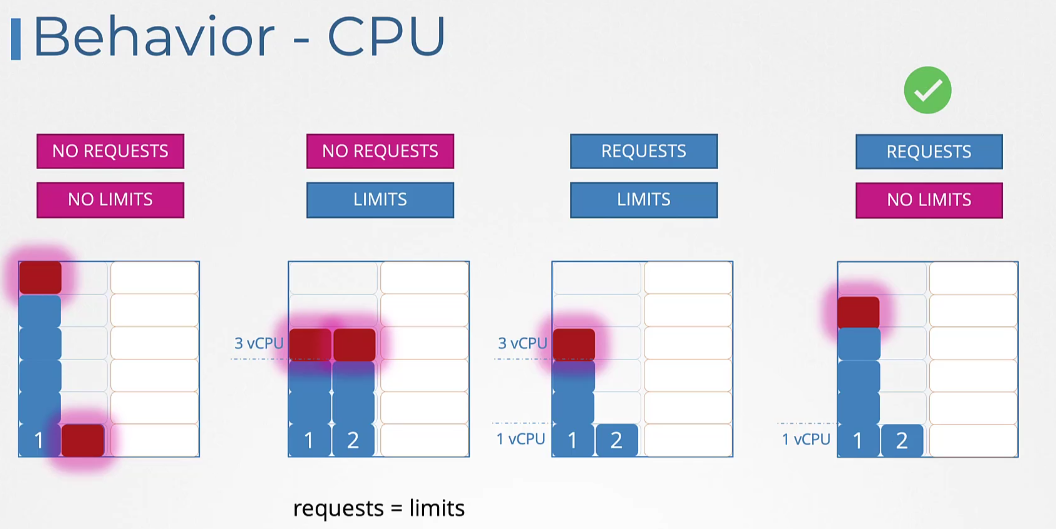 Behavior - CPU
NO REQUESTS
NO LIMITS
1
NO REQUESTS
LIMITS
3 vCPU
1 2
requests = limits
REQUESTS
LIMITS
3 vCPU
1 vCPU
1 2
REQUESTS
NO LIMITS
1 vCPU
1 2